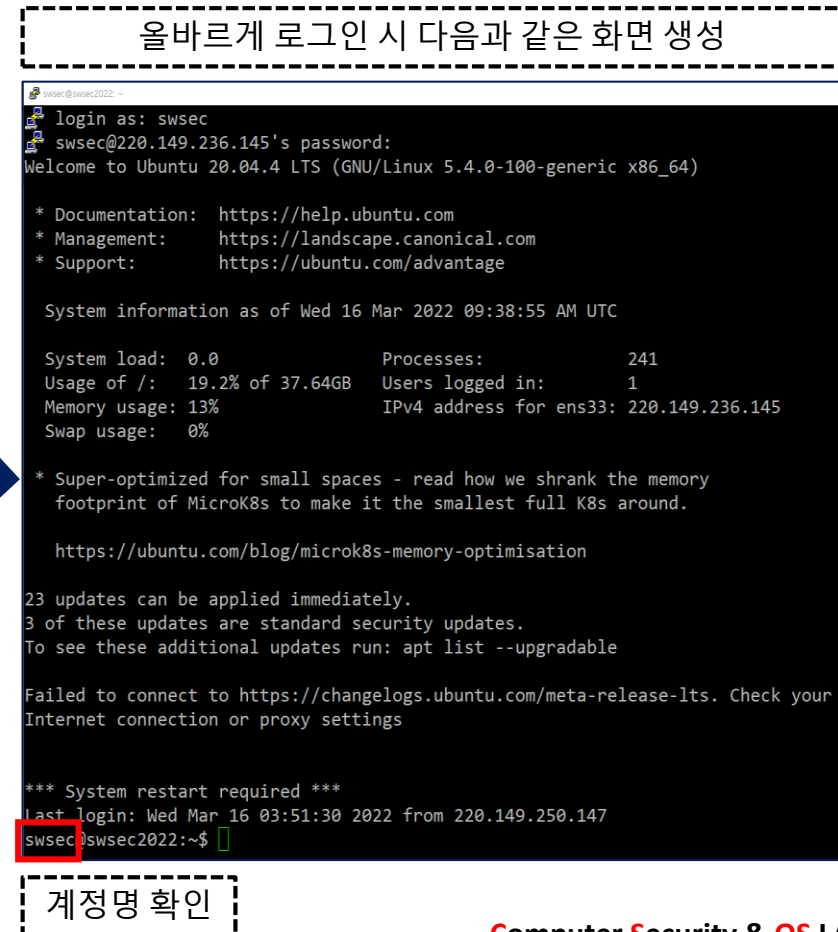 올바르게 로그인 시 다음과 같은 화면 생성
swsec@swsec2022: ~
login as: swsec
swsec@220.149.236.145's password:
Welcome to Ubuntu 20.04.4 LTS (GNU/Linux 5.4.0-100-generic x86_64)
* Documentation:  https://help.ubuntu.com
* Management:     https://landscape.canonical.com
* Support:        https://ubuntu.com/advantage
System information as of Wed 16 Mar 2022 09:38:55 AM UTC
System load:  0.0                Processes:              241
Usage of /:   19.2% of 37.64GB   Users logged in:        1
Memory usage: 13%                IPv4 address for ens33: 220.149.236.145
Swap usage:   0%
* Super-optimized for small spaces - read how we shrank the memory
footprint of MicroK8s to make it the smallest full K8s around.
https://ubuntu.com/blog/microk8s-memory-optimisation
23 updates can be applied immediately.
3 of these updates are standard security updates.
To see these additional updates run: apt list --upgradable
Failed to connect to https://changelogs.ubuntu.com/meta-release-lts. Check your
Internet connection or proxy settings
*** System restart required ***
Last login: Wed Mar 16 03:51:30 2022 from 220.149.250.147
swsec@swsec2022:~$
계정명 확인
Computer Security & OS